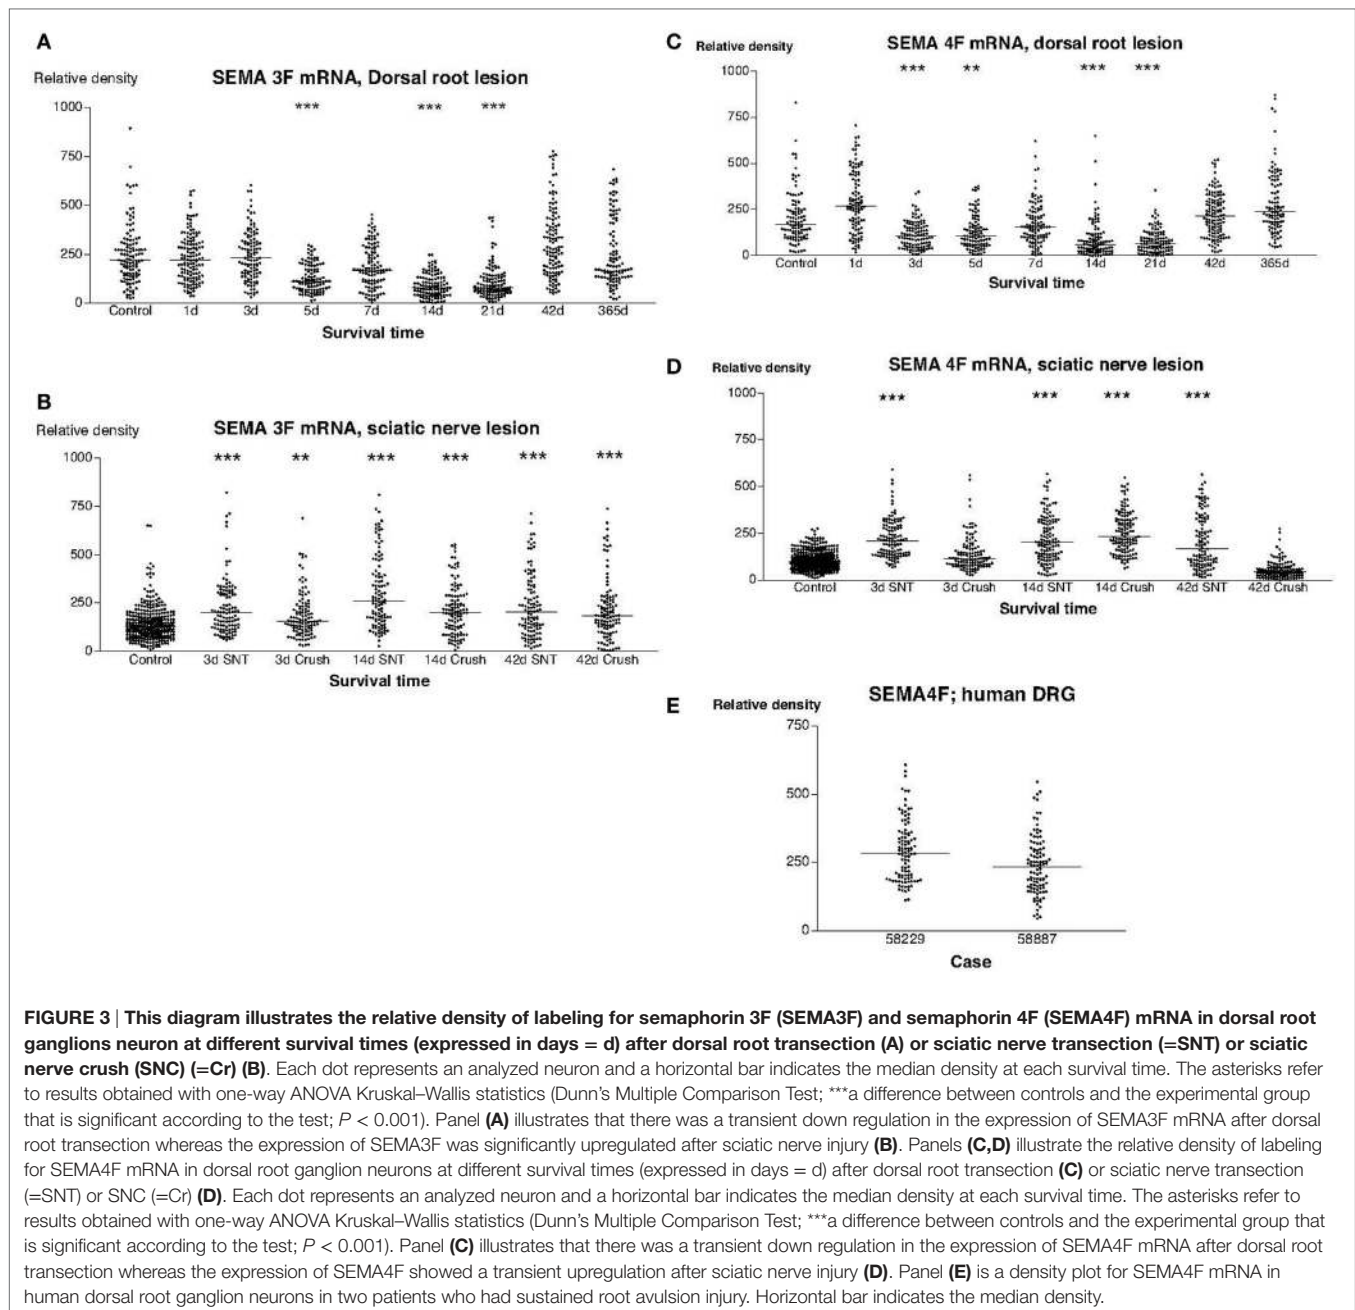 A
Relative density
SEMA 3F mRNA, Dorsal root lesion
*** *** ***
1000
750
500
250
0
Control 1d 3d 5d 7d 14d 21d 42d 365d
Survival time
B
Relative density
SEMA 3F mRNA, sciatic nerve lesion
*** ** *** *** *** ***
1000
750
500
250
0
Control 3d SNT 3d Crush 14d SNT 14d Crush 42d SNT 42d Crush
Survival time
C
Relative density
SEMA 4F mRNA, dorsal root lesion
*** ** *** ***
1000
750
500
250
0
Control 1d 3d 5d 7d 14d 21d 42d 365d
Survival time
D
Relative density
SEMA 4F mRNA, sciatic nerve lesion
*** *** *** ***
1000
750
500
250
0
Control 3d SNT 3d Crush 14d SNT 14d Crush 42d SNT 42d Crush
Survival time
E
Relative density
SEMA4F; human DRG
750
500
250
0
58229 58887
Case
FIGURE 3 | This diagram illustrates the relative density of labeling for semaphorin 3F (SEMA3F) and semaphorin 4F (SEMA4F) mRNA in dorsal root
ganglions neuron at different survival times (expressed in days = d) after dorsal root transection (A) or sciatic nerve transection (=SNT) or sciatic
nerve crush (SNC) (=Cr) (B). Each dot represents an analyzed neuron and a horizontal bar indicates the median density at each survival time. The asterisks refer
to results obtained with one-way ANOVA Kruskal–Wallis statistics (Dunn's Multiple Comparison Test; ***a difference between controls and the experimental group
that is significant according to the test; P < 0.001). Panel (A) illustrates that there was a transient down regulation in the expression of SEMA3F mRNA after dorsal
root transection whereas the expression of SEMA3F was significantly upregulated after sciatic nerve injury (B). Panels (C,D) illustrate the relative density of labeling
for SEMA4F mRNA in dorsal root ganglion neurons at different survival times (expressed in days = d) after dorsal root transection (C) or sciatic nerve transection
(=SNT) or SNC (=Cr) (D). Each dot represents an analyzed neuron and a horizontal bar indicates the median density at each survival time. The asterisks refer to
results obtained with one-way ANOVA Kruskal–Wallis statistics (Dunn's Multiple Comparison Test; ***a difference between controls and the experimental group that
is significant according to the test; P < 0.001). Panel (C) illustrates that there was a transient down regulation in the expression of SEMA4F mRNA after dorsal root
transection whereas the expression of SEMA4F showed a transient upregulation after sciatic nerve injury (D). Panel (E) is a density plot for SEMA4F mRNA in
human dorsal root ganglion neurons in two patients who had sustained root avulsion injury. Horizontal bar indicates the median density.